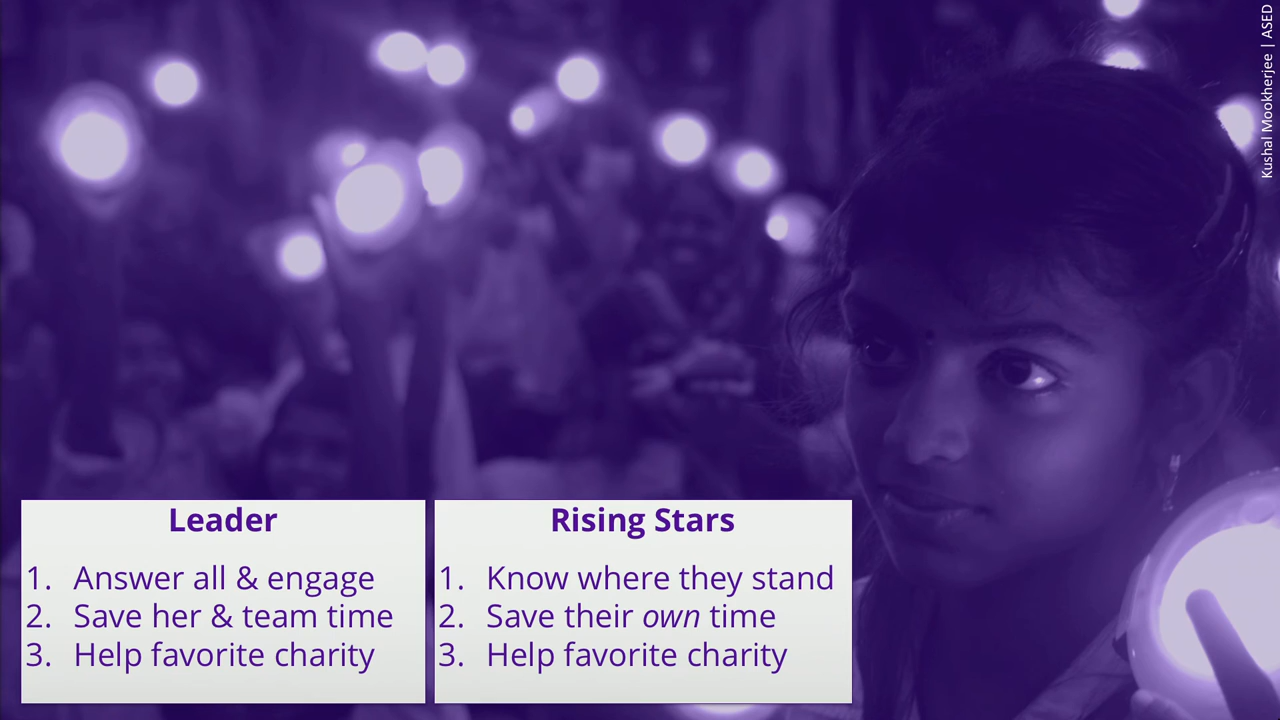 Kushal Mookherjee | ASED
Leader
1. Answer all & engage
2. Save her & team time
3. Help favorite charity
Rising Stars
1. Know where they stand
2. Save their own time
3. Help favorite charity